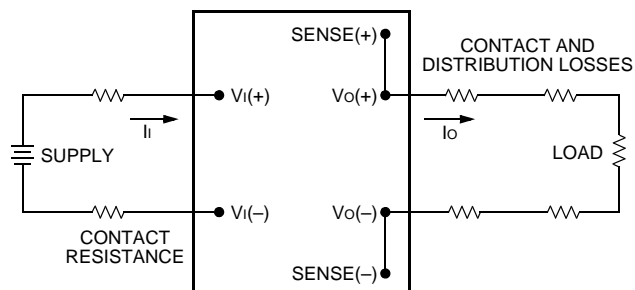 SENSE(+)
CONTACT AND
DISTRIBUTION LOSSES
VI(+)
VO(+)
II
IO
SUPPLY
LOAD
VI(–)
VO(–)
CONTACT
RESISTANCE
SENSE(–)